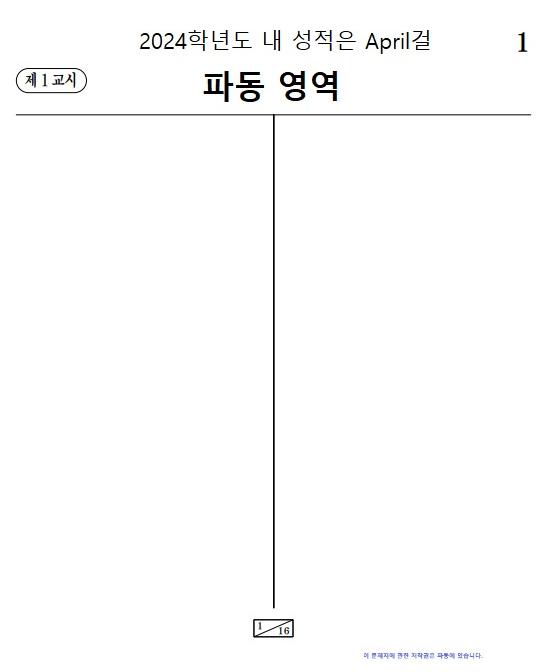 2024학년도 내 성적은 April걸
1
제 1 교시
파동 영역
1
16
이 문제지에 관한 저작권은 파동에 있습니다.